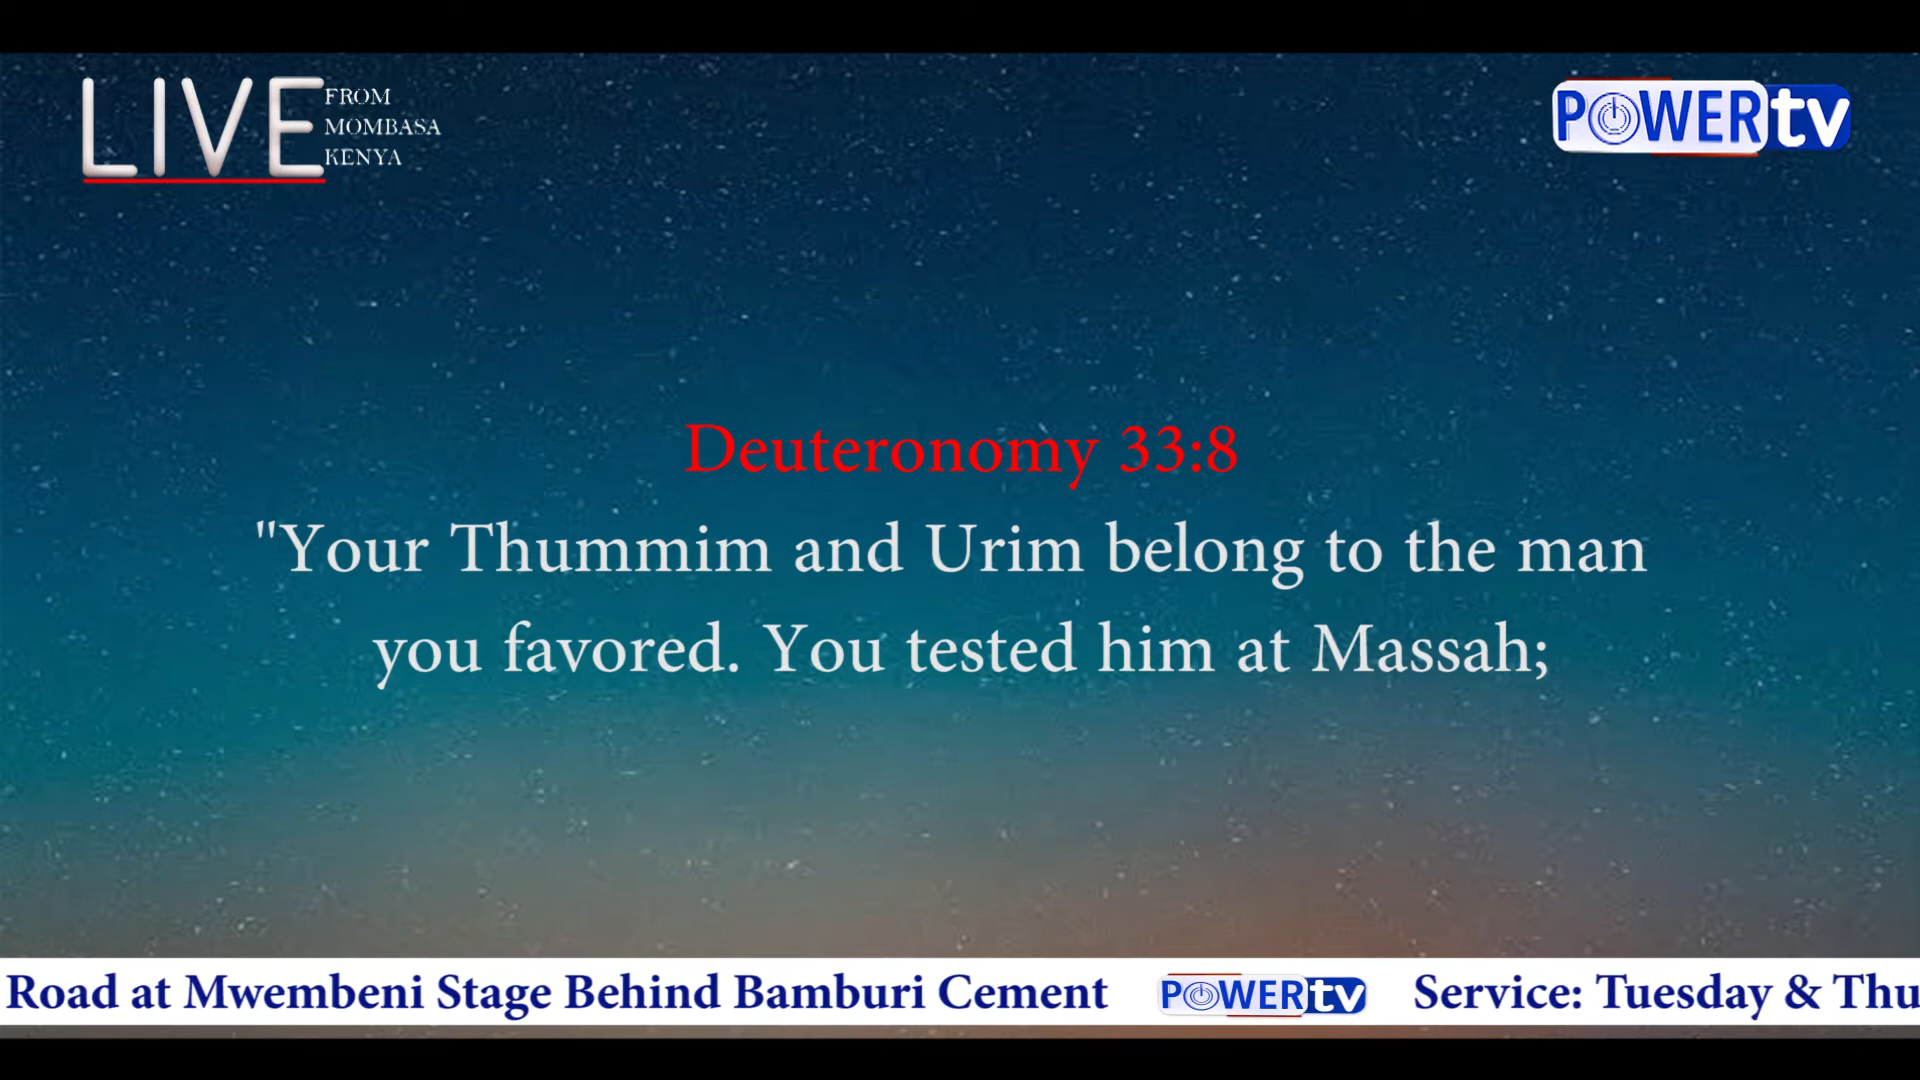 LIVE
FROM
MOMBASA
KENYA
POWERtv
Deuteronomy 33:8
"Your Thummim and Urim belong to the man
you favored. You tested him at Massah;
Road at Mwembeni Stage Behind Bamburi Cement POWERtv Service: Tuesday & Thu